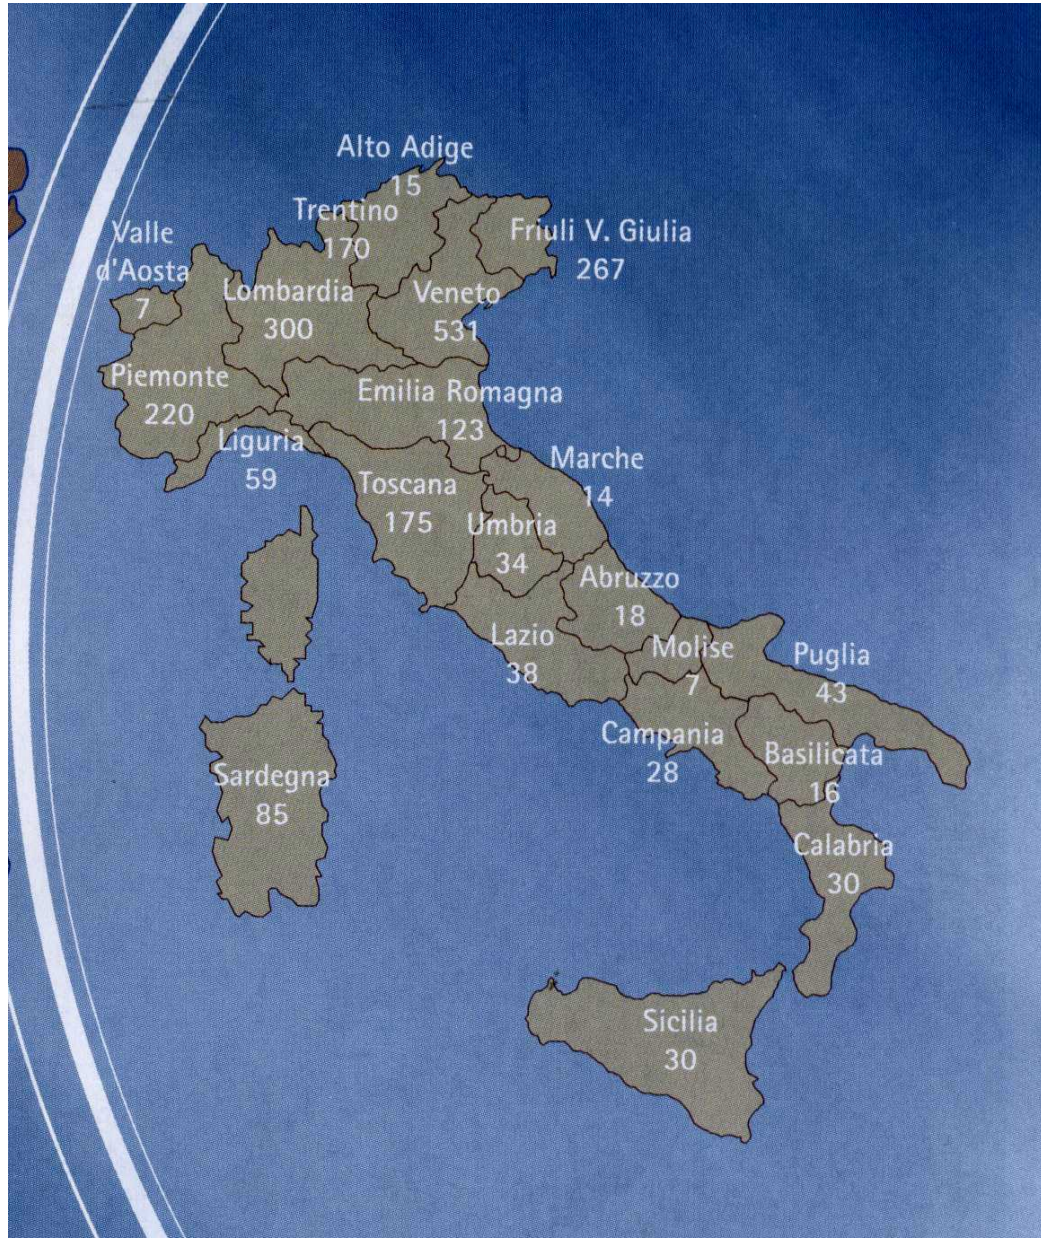 Alto Adige
15
Trentino
170
Friuli V. Giulia
267
Valle
d'Aosta
7
Lombardia
300
Veneto
531
Piemonte
220
Emilia Romagna
123
Liguria
59
Toscana
175
Marche
14
Umbria
34
Abruzzo
18
Lazio
38
Molise
7
Puglia
43
Campania
28
Basilicata
16
Sardegna
85
Calabria
30
Sicilia
30